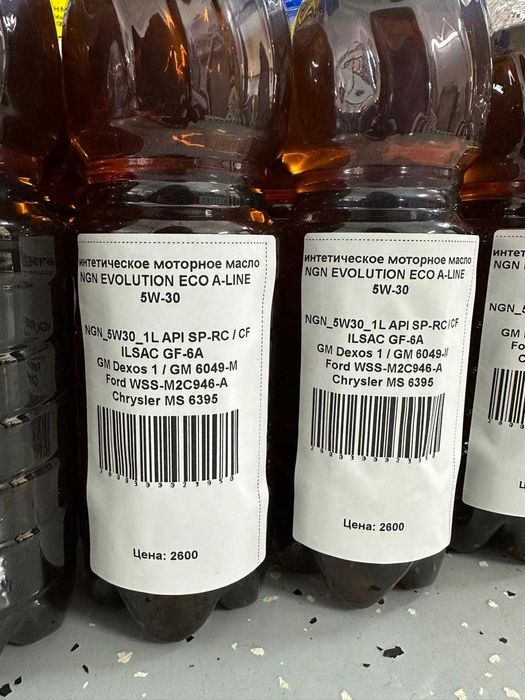 интетическое моторное масло
NGN EVOLUTION ECO A-LINE
5W-30
NGN_5W30_1L API SP-RC / CF
ILSAC GF-6A
GM Dexos 1 / GM 6049-M
Ford WSS-M2C946-A
Chrysler MS 6395
Цена: 2600
интетическое моторное масло
NGN EVOLUTION ECO A-LINE
5W-30
NGN_5W30_1L API SP-RC/CF
ILSAC GF-6A
GM Dexos 1 / GM 6049-M
Ford WSS-M2C946-A
Chrysler MS 6395
Цена: 2600